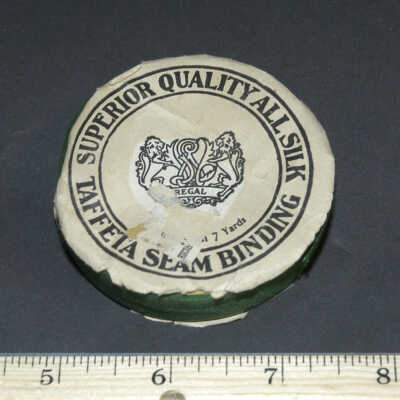 SUPERIOR QUALITY ALL SILK
REGAL
7 Yards
TAFFETA SEAM BINDING
5 6 7 8